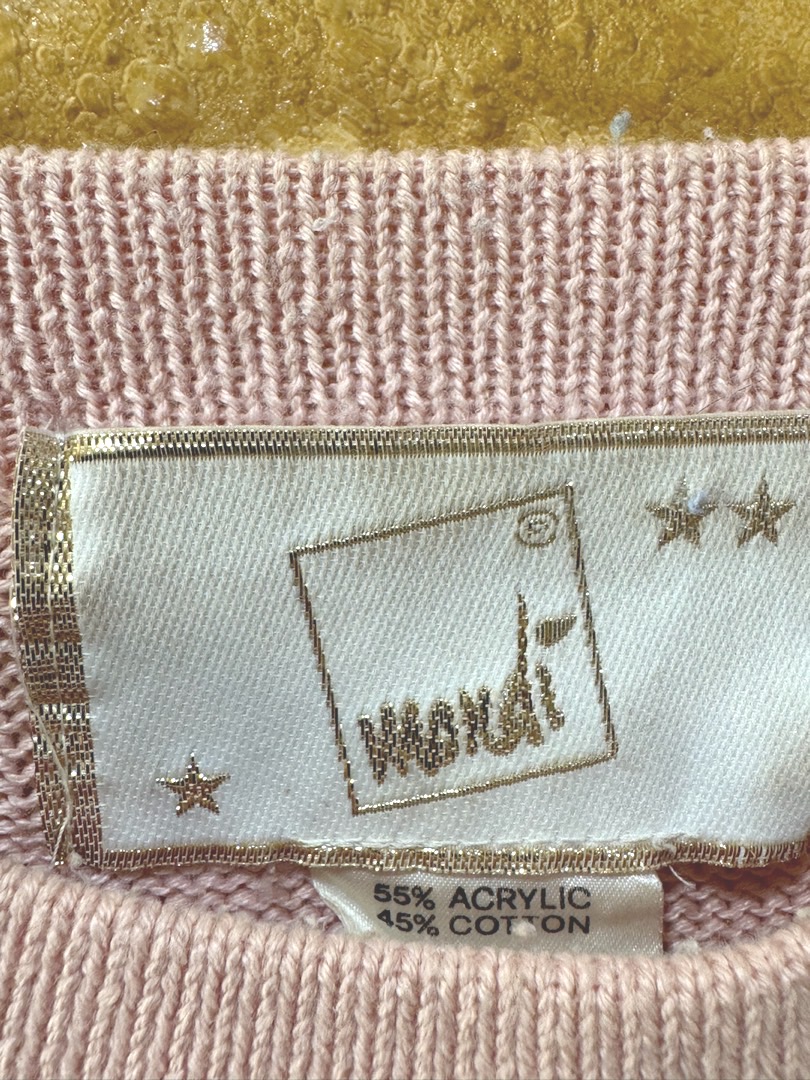 ®
mondi
55% ACRYLIC
45% COTTON